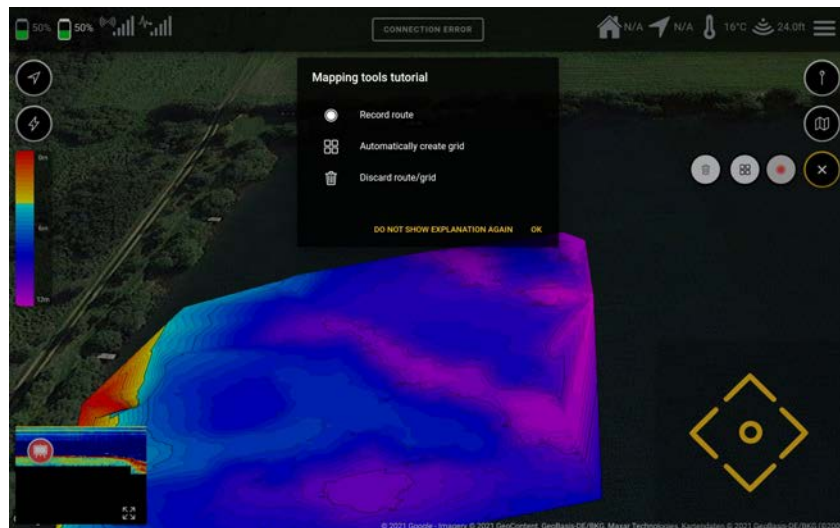 50%
50%
CONNECTION ERROR
N/A
N/A
16°C
24.0ft
Mapping tools tutorial
Record route
Automatically create grid
Discard route/grid
DO NOT SHOW EXPLANATION AGAIN
OK
0m
6m
12m
© 2021 Google - Imagery © 2021 GeoContent, GeoBasis-DE/BKG, Maxar Technologies, Kartendaten © 2021 GeoBasis-DE/BKG